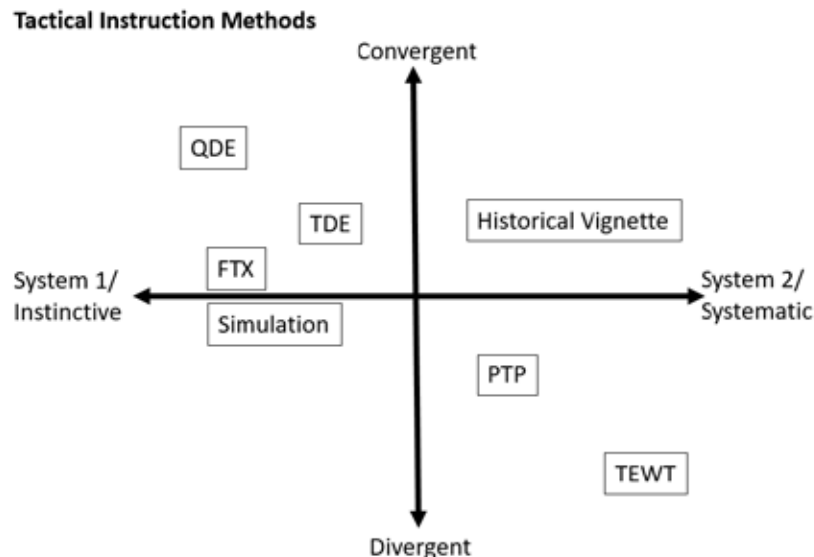 Tactical Instruction Methods
Convergent
QDE
TDE
Historical Vignette
FTX
System 1/
Instinctive
System 2/
Systematic
Simulation
PTP
TEWT
Divergent